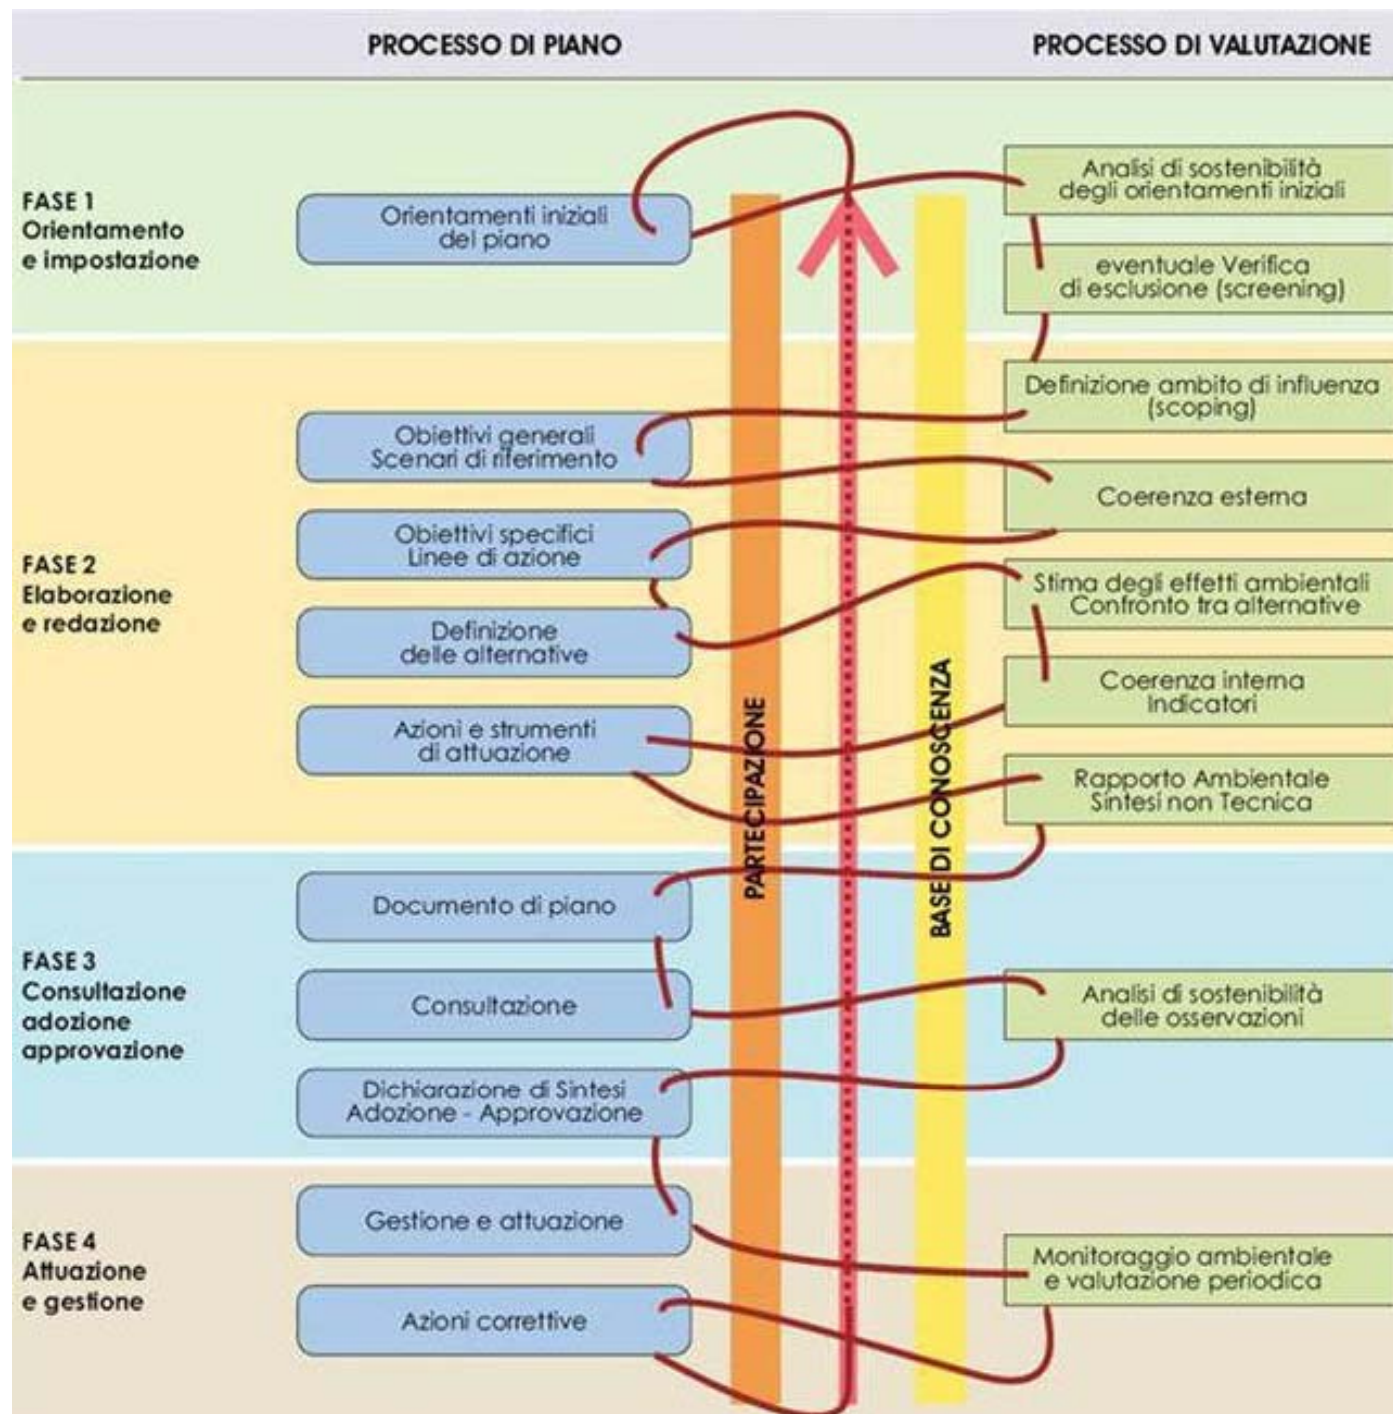 PROCESSO DI PIANO
PROCESSO DI VALUTAZIONE
FASE 1
Orientamento
e impostazione
Orientamenti iniziali
del piano
Analisi di sostenibilità
degli orientamenti iniziali
eventuale Verifica
di esclusione (screening)
FASE 2
Elaborazione
e redazione
Obiettivi generali
Scenari di riferimento
Obiettivi specifici
Linee di azione
Definizione
delle alternative
Azioni e strumenti
di attuazione
Definizione ambito di influenza
(scoping)
Coerenza esterna
Stima degli effetti ambientali
Confronto tra alternative
Coerenza interna
Indicatori
Rapporto Ambientale
Sintesi non Tecnica
PARTECIPAZIONE
BASE DI CONOSCENZA
FASE 3
Consultazione
adozione
approvazione
Documento di piano
Consultazione
Dichiarazione di Sintesi
Adozione - Approvazione
Analisi di sostenibilità
delle osservazioni
FASE 4
Attuazione
e gestione
Gestione e attuazione
Azioni correttive
Monitoraggio ambientale
e valutazione periodica